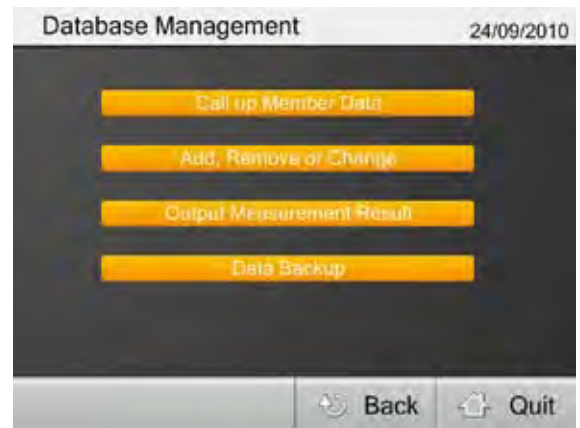 Database Management
24/09/2010
Call up Member Data
Add, Remove or Change
Output Measurement Result
Data Backup
Back
Quit